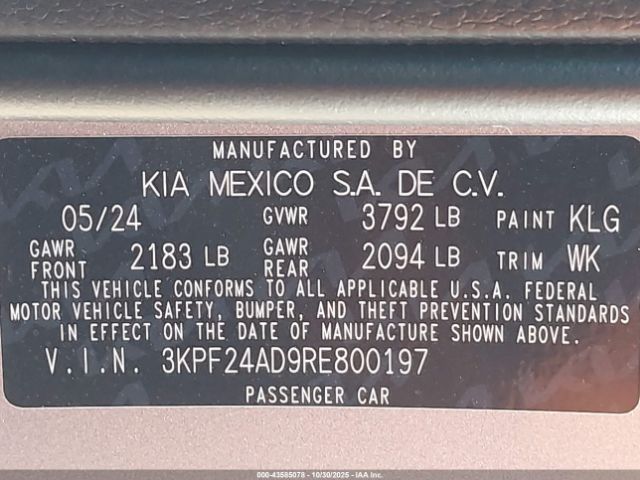 MANUFACTURED BY
KIA MEXICO S.A. DE C.V.
05/24 GVWR 3792 LB PAINT KLG
GAWR FRONT 2183 LB GAWR REAR 2094 LB TRIM WK
THIS VEHICLE CONFORMS TO ALL APPLICABLE U.S.A. FEDERAL
MOTOR VEHICLE SAFETY, BUMPER, AND THEFT PREVENTION STANDARDS
IN EFFECT ON THE DATE OF MANUFACTURE SHOWN ABOVE.
V.I.N. 3KPF24AD9RE800197
PASSENGER CAR
000-43585078 - 10/30/2025 - IAA Inc.